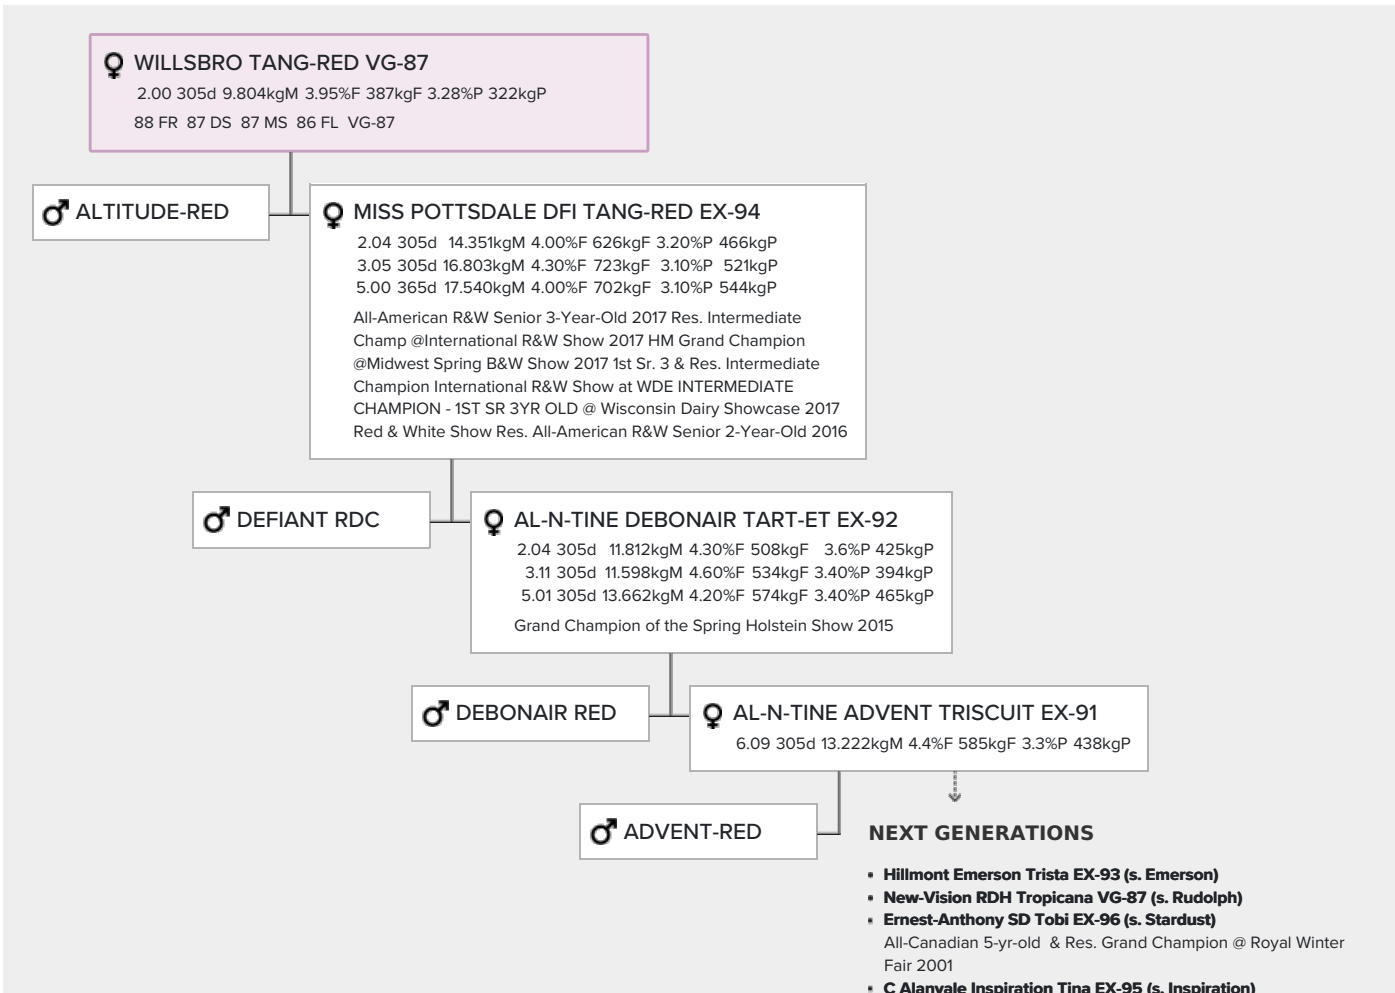 WILLSBRO TANG-RED VG-87
2.00 305d 9.804kgM 3.95%F 387kgF 3.28%P 322kgP
88 FR 87 DS 87 MS 86 FL VG-87
ALTITUDE-RED
MISS POTTSDALE DFI TANG-RED EX-94
2.04 305d 14.351kgM 4.00%F 626kgF 3.20%P 466kgP
3.05 305d 16.803kgM 4.30%F 723kgF 3.10%P 521kgP
5.00 365d 17.540kgM 4.00%F 702kgF 3.10%P 544kgP
All-American R&W Senior 3-Year-Old 2017 Res. Intermediate
Champ @International R&W Show 2017 HM Grand Champion
@Midwest Spring B&W Show 2017 1st Sr. 3 & Res. Intermediate
Champion International R&W Show at WDE INTERMEDIATE
CHAMPION - 1ST SR 3YR OLD @ Wisconsin Dairy Showcase 2017
Red & White Show Res. All-American R&W Senior 2-Year-Old 2016
DEFIANT RDC
AL-N-TINE DEBONAIR TART-ET EX-92
2.04 305d 11.812kgM 4.30%F 508kgF 3.6%P 425kgP
3.11 305d 11.598kgM 4.60%F 534kgF 3.40%P 394kgP
5.01 305d 13.662kgM 4.20%F 574kgF 3.40%P 465kgP
Grand Champion of the Spring Holstein Show 2015
DEBONAIR RED
AL-N-TINE ADVENT TRISCUIT EX-91
6.09 305d 13.222kgM 4.4%F 585kgF 3.3%P 438kgP
ADVENT-RED
NEXT GENERATIONS
• Hillmont Emerson Trista EX-93 (s. Emerson)
• New-Vision RDH Tropicana VG-87 (s. Rudolph)
• Ernest-Anthony SD Tobi EX-96 (s. Stardust)
All-Canadian 5-yr-old & Res. Grand Champion @ Royal Winter
Fair 2001
• C Alanvale Inspiration Tina EX-95 (s. Inspiration)